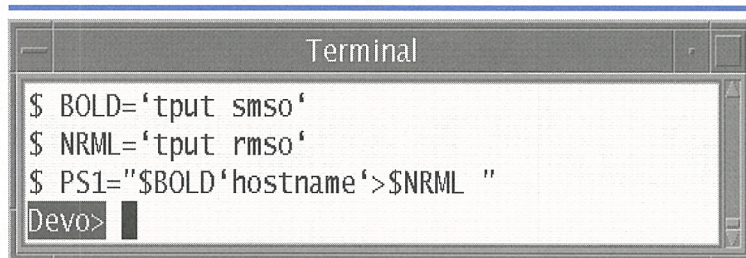 Terminal
$ BOLD=‘tput smso‘
$ NRML=‘tput rmso‘
$ PS1="$BOLD‘hostname‘>$NRML "
Devo>